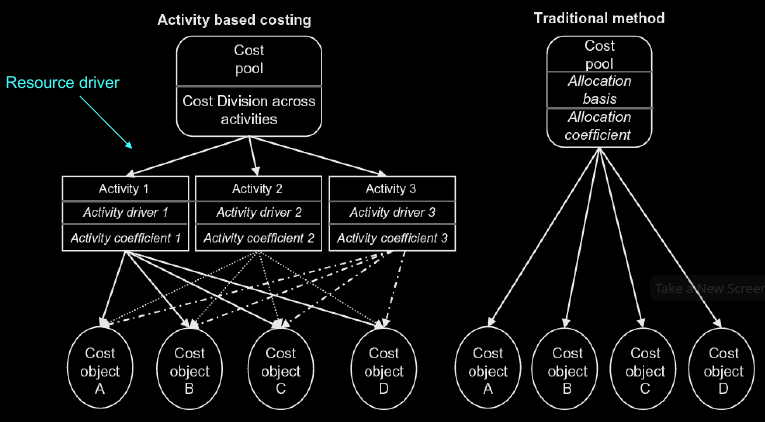 Activity based costing
Traditional method
Resource driver
Cost
pool
Cost Division across
activities
Cost
pool
Allocation
basis
Allocation
coefficient
Activity 1
Activity driver 1
Activity coefficient 1
Activity 2
Activity driver 2
Activity coefficient 2
Activity 3
Activity driver 3
Activity coefficient 3
Take a New Screen
Cost
object
A
Cost
object
B
Cost
object
C
Cost
object
D
Cost
object
A
Cost
object
B
Cost
object
C
Cost
object
D